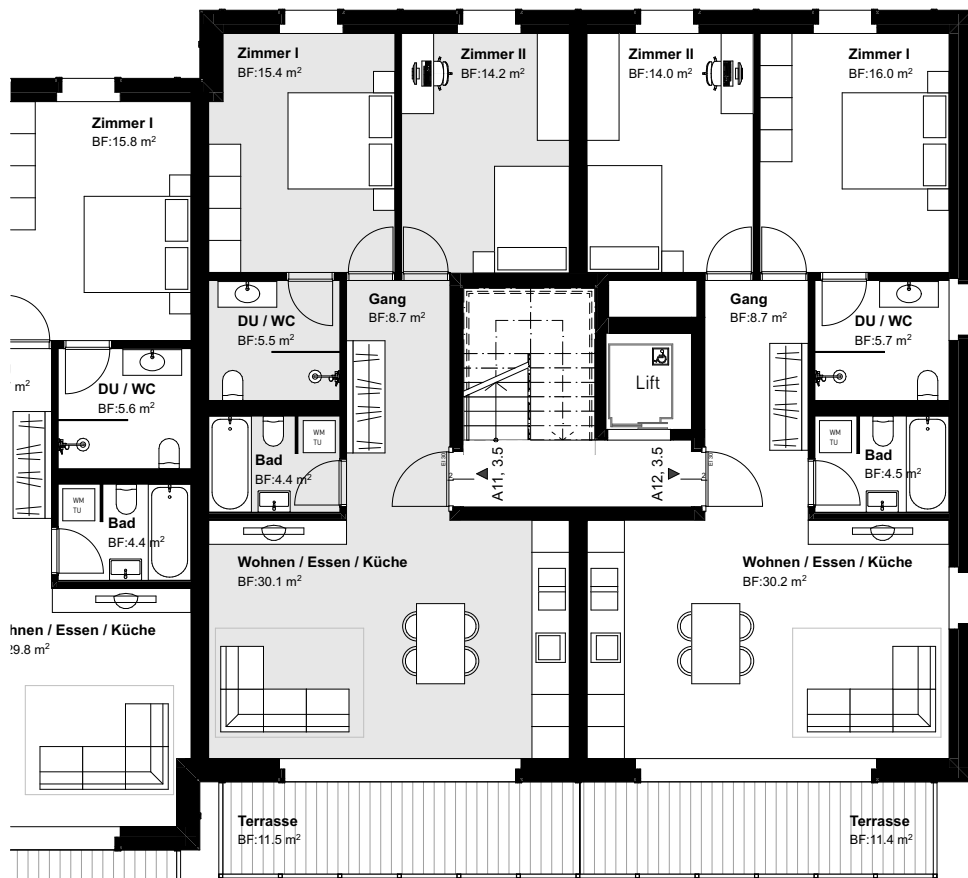 Zimmer I
BF:15.4 m²
Zimmer II
BF:14.2 m²
Zimmer II
BF:14.0 m²
Zimmer I
BF:16.0 m²
Zimmer I
BF:15.8 m²
Gang
BF:8.7 m²
Gang
BF:8.7 m²
DU / WC
BF:5.5 m²
DU / WC
BF:5.7 m²
Lift
m²
DU / WC
BF:5.6 m²
WM
TU
WM
TU
Bad
BF:4.4 m²
A11, 3.5
A12, 3.5
Bad
BF:4.5 m²
WM
TU
Bad
BF:4.4 m²
Wohnen / Essen / Küche
BF:30.1 m²
Wohnen / Essen / Küche
BF:30.2 m²
hnen / Essen / Küche
29.8 m²
Terrasse
BF:11.5 m²
Terrasse
BF:11.4 m²